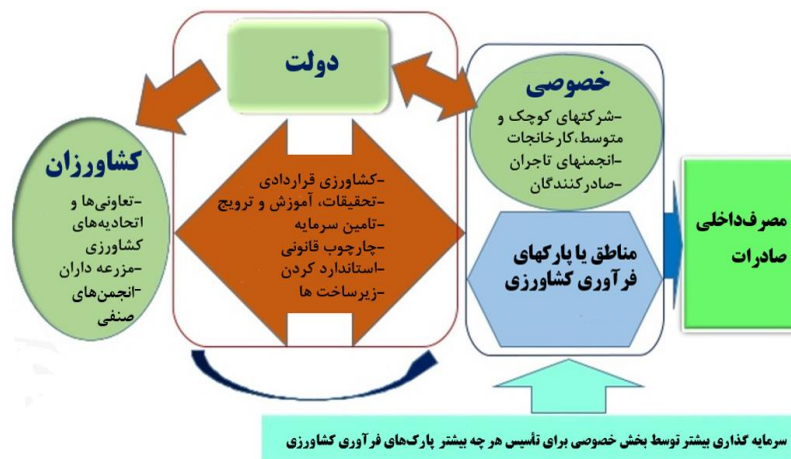 دولت
خصوصی
-شرکتهای کوچک و
متوسط،کارخانجات
-انجمنهای تاجران
-صادرکنندگان
کشاورزان
-تعاونی‌ها و
اتحادیه‌های
کشاورزی
-مزرعه داران
-انجمن‌های
صنفی
-کشاورزی قراردادی
-تحقیقات، آموزش و ترویج
-تامین سرمایه
-چارچوب قانونی
-استاندارد کردن
-زیرساخت ها
مناطق یا پارکهای
فرآوری کشاورزی
مصرف‌داخلی
صادرات
سرمایه گذاری بیشتر توسط بخش خصوصی برای تأسیس هر چه بیشتر پارک‌های فرآوری کشاورزی